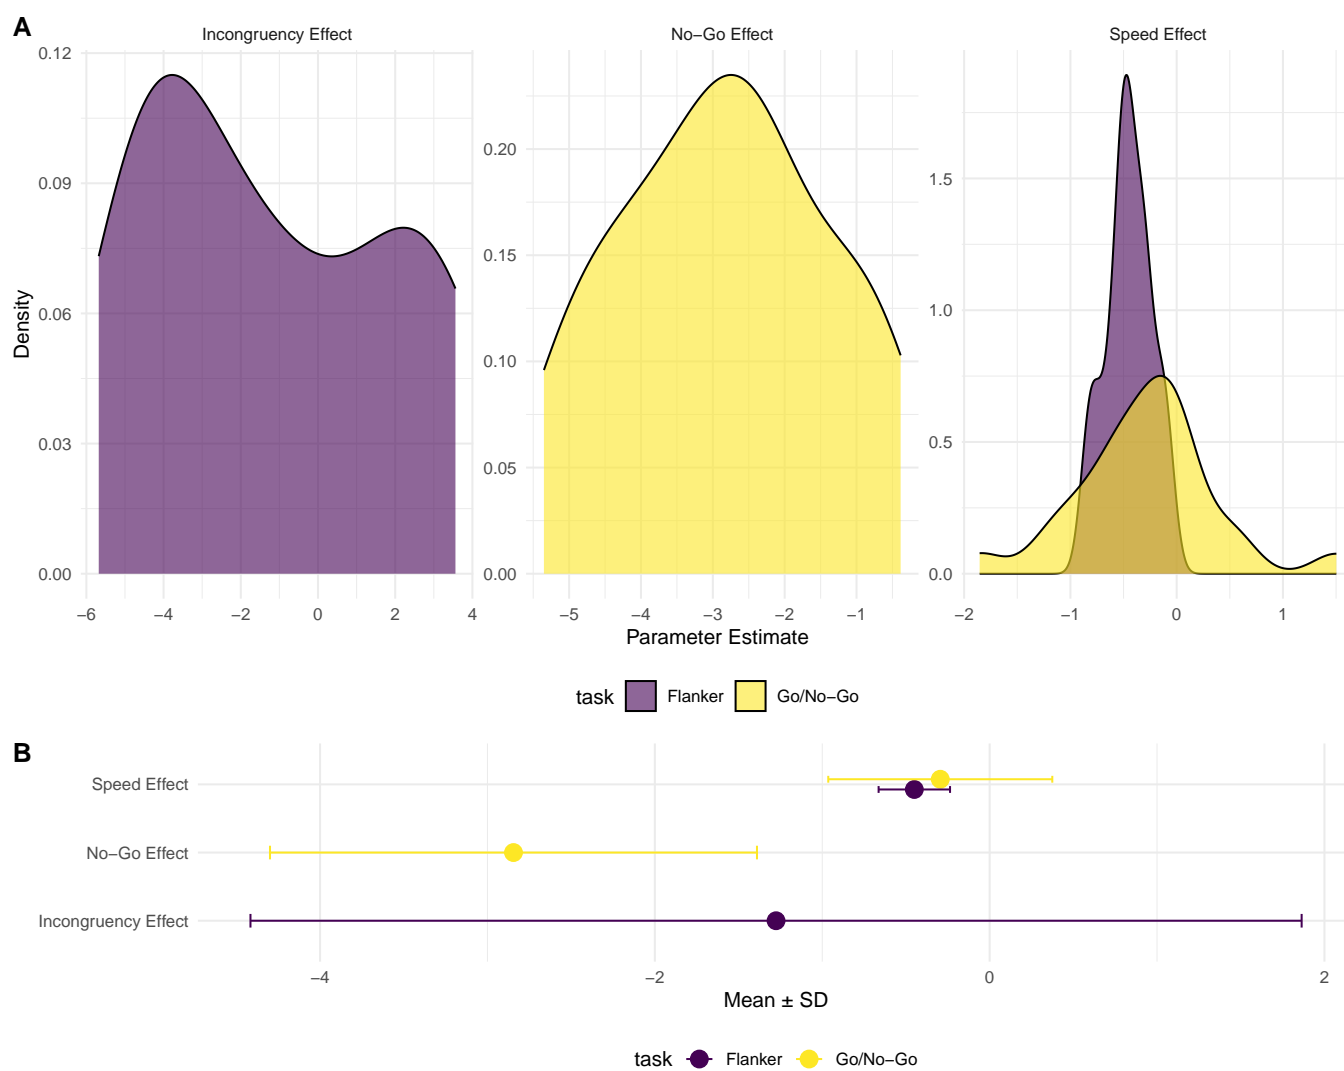 A
Incongruency Effect
No−Go Effect
Speed Effect
Density
0.12
0.09
0.06
0.03
0.00
0.20
0.15
0.10
0.05
0.00
1.5
1.0
0.5
0.0
−6 −4 −2 0 2 4
−5 −4 −3 −2 −1
−2 −1 0 1
Parameter Estimate
task Flanker Go/No−Go
B
Speed Effect
No−Go Effect
Incongruency Effect
−4 −2 0 2
Mean ± SD
task Flanker Go/No−Go